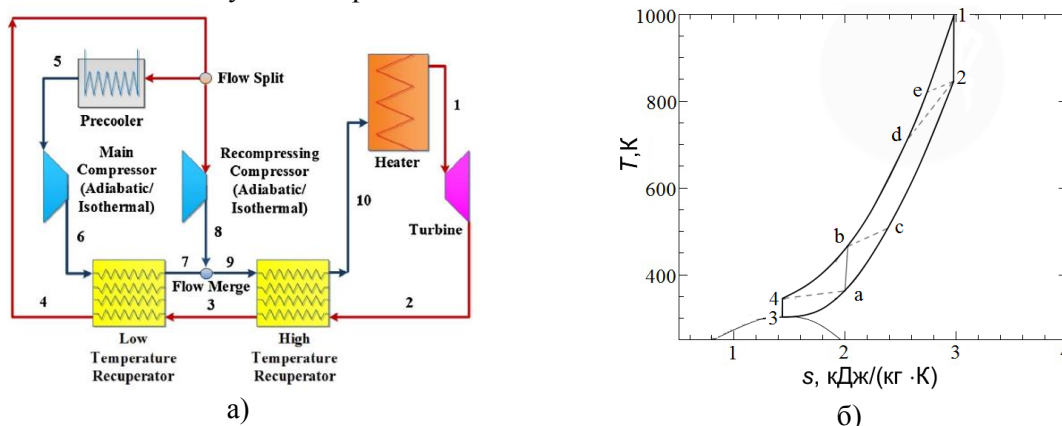 5
Flow Split
Precooler
Main
Compressor
(Adiabatic/
Isothermal)
Recompressing
Compressor
(Adiabatic/
Isothermal)
1
Heater
10
Turbine
6
8
7
9
Flow Merge
4
3
2
Low
Temperature
Recuperator
High
Temperature
Recuperator
а)
1000
800
600
400
T,К
1
2
e
d
b
c
4
a
3
1
2
3
4
s, кДж/(кг ·К)
б)